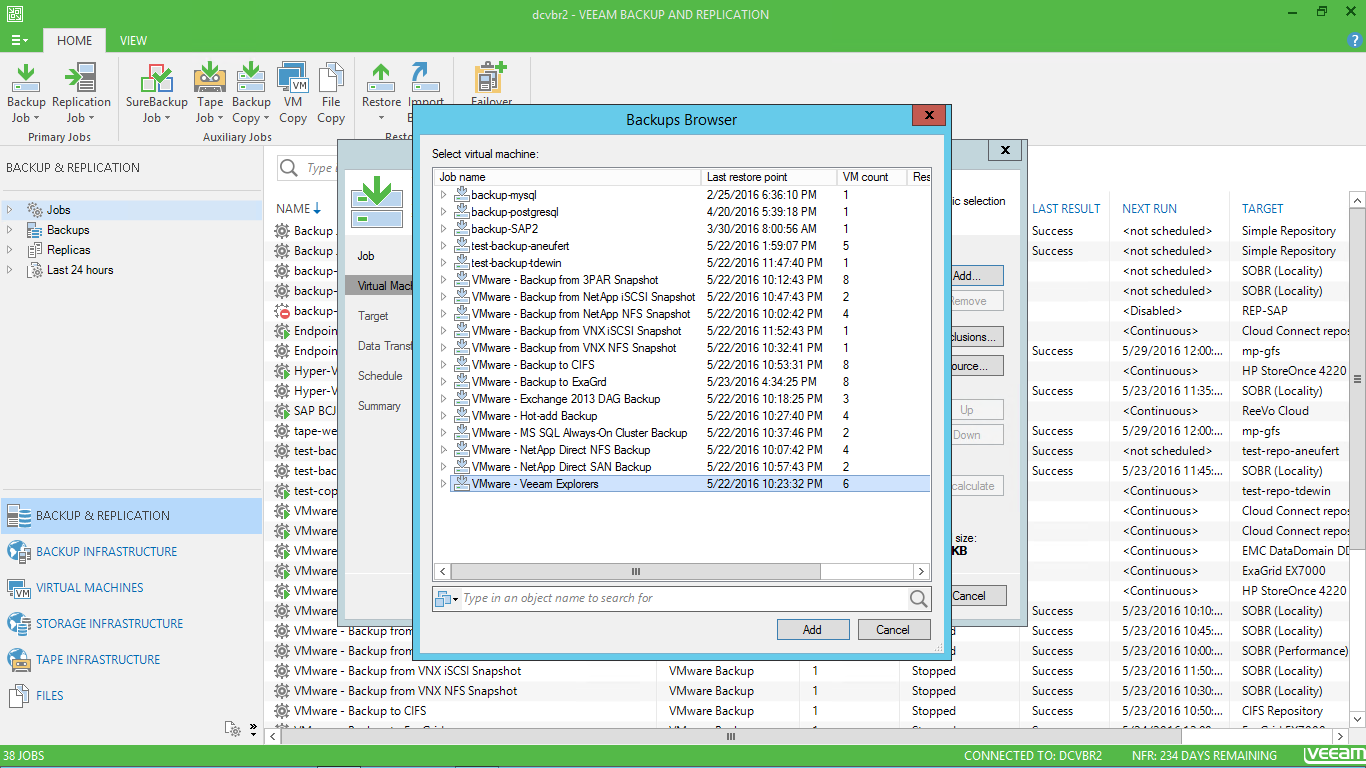 dcvbr2 - VEEAM BACKUP AND REPLICATION
HOME VIEW
Backup Job
Replication Job
SureBackup Job
Tape Job
Backup Copy
VM Copy
File Copy
Restore
Import
Failover
Primary Jobs
Auxiliary Jobs
BACKUP & REPLICATION
Jobs
Backups
Replicas
Last 24 hours
BACKUP & REPLICATION
BACKUP INFRASTRUCTURE
VIRTUAL MACHINES
STORAGE INFRASTRUCTURE
TAPE INFRASTRUCTURE
FILES
Backups Browser
Select virtual machine:
Job name Last restore point VM count Res
backup-mysql 2/25/2016 6:36:10 PM 1
backup-postgresql 4/20/2016 5:39:18 PM 1
backup-SAP2 3/30/2016 8:00:56 AM 1
test-backup-aneufert 5/22/2016 1:59:07 PM 5
test-backup-tdewin 5/22/2016 11:47:40 PM 1
VMware - Backup from 3PAR Snapshot 5/22/2016 10:12:43 PM 8
VMware - Backup from NetApp iSCSI Snapshot 5/22/2016 10:47:43 PM 2
VMware - Backup from NetApp NFS Snapshot 5/22/2016 10:02:42 PM 4
VMware - Backup from VNX iSCSI Snapshot 5/22/2016 11:52:43 PM 1
VMware - Backup from VNX NFS Snapshot 5/22/2016 10:32:41 PM 1
VMware - Backup to CIFS 5/22/2016 10:53:31 PM 8
VMware - Backup to ExaGrd 5/23/2016 4:34:25 PM 8
VMware - Exchange 2013 DAG Backup 5/22/2016 10:18:25 PM 3
VMware - Hot-add Backup 5/22/2016 10:27:40 PM 4
VMware - MS SQL Always-On Cluster Backup 5/22/2016 10:37:46 PM 2
VMware - NetApp Direct NFS Backup 5/22/2016 10:07:42 PM 4
VMware - NetApp Direct SAN Backup 5/22/2016 10:57:43 PM 2
VMware - Veeam Explorers 5/22/2016 10:23:32 PM 6
Type in an object name to search for
Add Cancel
Job
Virtual Mach
Target
Data Transf
Schedule
Summary
ic selection
Add...
Remove
lusions...
ource...
Up
Down
calculate
size:
KB
Cancel
Type i
NAME LAST RESULT NEXT RUN TARGET
Backup Success <not scheduled> Simple Repository
Backup Success <not scheduled> Simple Repository
backup- <not scheduled> SOBR (Locality)
backup- <not scheduled> SOBR (Locality)
backup- <Disabled> REP-SAP
Endpoin <Continuous> Cloud Connect repos
Endpoin Success 5/29/2016 12:00:... mp-gfs
Hyper-V <Continuous> HP StoreOnce 4220
Hyper-V Success 5/23/2016 11:35:... SOBR (Locality)
SAP BCJ <Continuous> ReeVo Cloud
tape-we Success 5/29/2016 12:00:... mp-gfs
test-bac Success <not scheduled> test-repo-aneufert
test-bac Success 5/23/2016 11:45:... SOBR (Locality)
test-cop <Continuous> test-repo-tdewin
VMware <Continuous> Cloud Connect repos
VMware <Continuous> Cloud Connect repos
VMware <Continuous> EMC DataDomain DD
VMware <Continuous> ExaGrid EX7000
VMware <Continuous> HP StoreOnce 4220
VMware Success 5/23/2016 10:10:... SOBR (Locality)
VMware - Backup from Success 5/23/2016 10:45:... SOBR (Locality)
VMware - Backup from Success 5/23/2016 10:00:... SOBR (Performance)
VMware - Backup from VNX iSCSI Snapshot VMware Backup 1 Stopped Success 5/23/2016 11:50:... SOBR (Locality)
VMware - Backup from VNX NFS Snapshot VMware Backup 1 Stopped Success 5/23/2016 10:30:... SOBR (Locality)
VMware - Backup to CIFS VMware Backup 1 Stopped Success 5/23/2016 10:50:... CIFS Repository
38 JOBS CONNECTED TO: DCVBR2 NFR: 234 DAYS REMAINING veeam